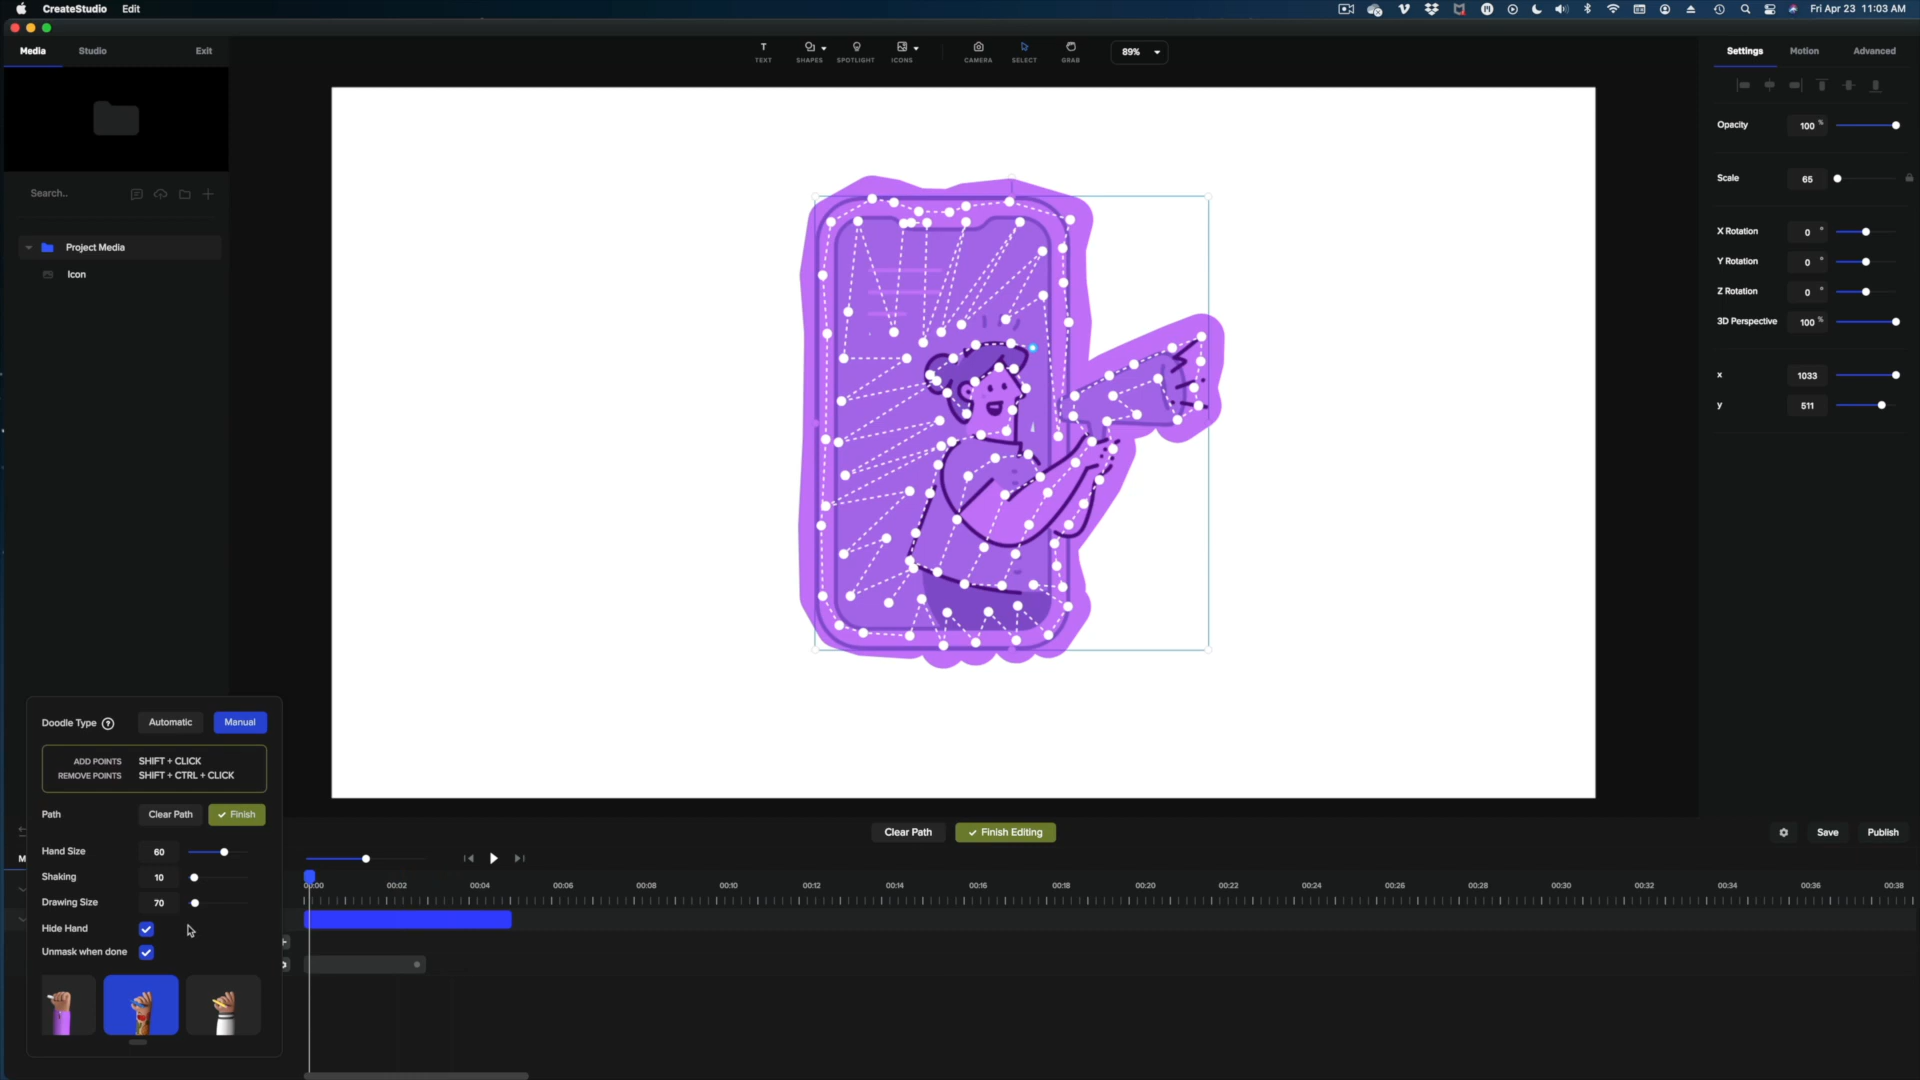 CreateStudio Edit
Fri Apr 23 11:03 AM
Media Studio Exit
TEXT SHAPES SPOTLIGHT ICONS CAMERA SELECT GRAB
89%
Settings Motion Advanced
Opacity 100 %
Search..
Scale 65
X Rotation 0 °
Project Media
Y Rotation 0 °
Icon
Z Rotation 0 °
3D Perspective 100 %
x 1033
y 511
Doodle Type ? Automatic Manual
ADD POINTS SHIFT + CLICK
REMOVE POINTS SHIFT + CTRL + CLICK
Path Clear Path Finish
Clear Path Finish Editing
Save Publish
Hand Size 60
M
Shaking 10
00:00 00:02 00:04 00:06 00:08 00:10 00:12 00:14 00:16 00:18 00:20 00:22 00:24 00:26 00:28 00:30 00:32 00:34 00:36 00:38
Drawing Size 70
Hide Hand
Unmask when done